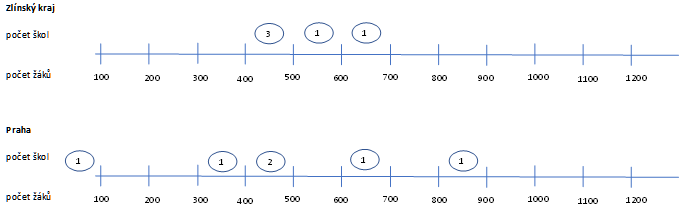 Zlínský kraj
počet škol 3 1 1
počet žáků 100 200 300 400 500 600 700 800 900 1000 1100 1200
Praha
počet škol 1 1 2 1 1
počet žáků 100 200 300 400 500 600 700 800 900 1000 1100 1200